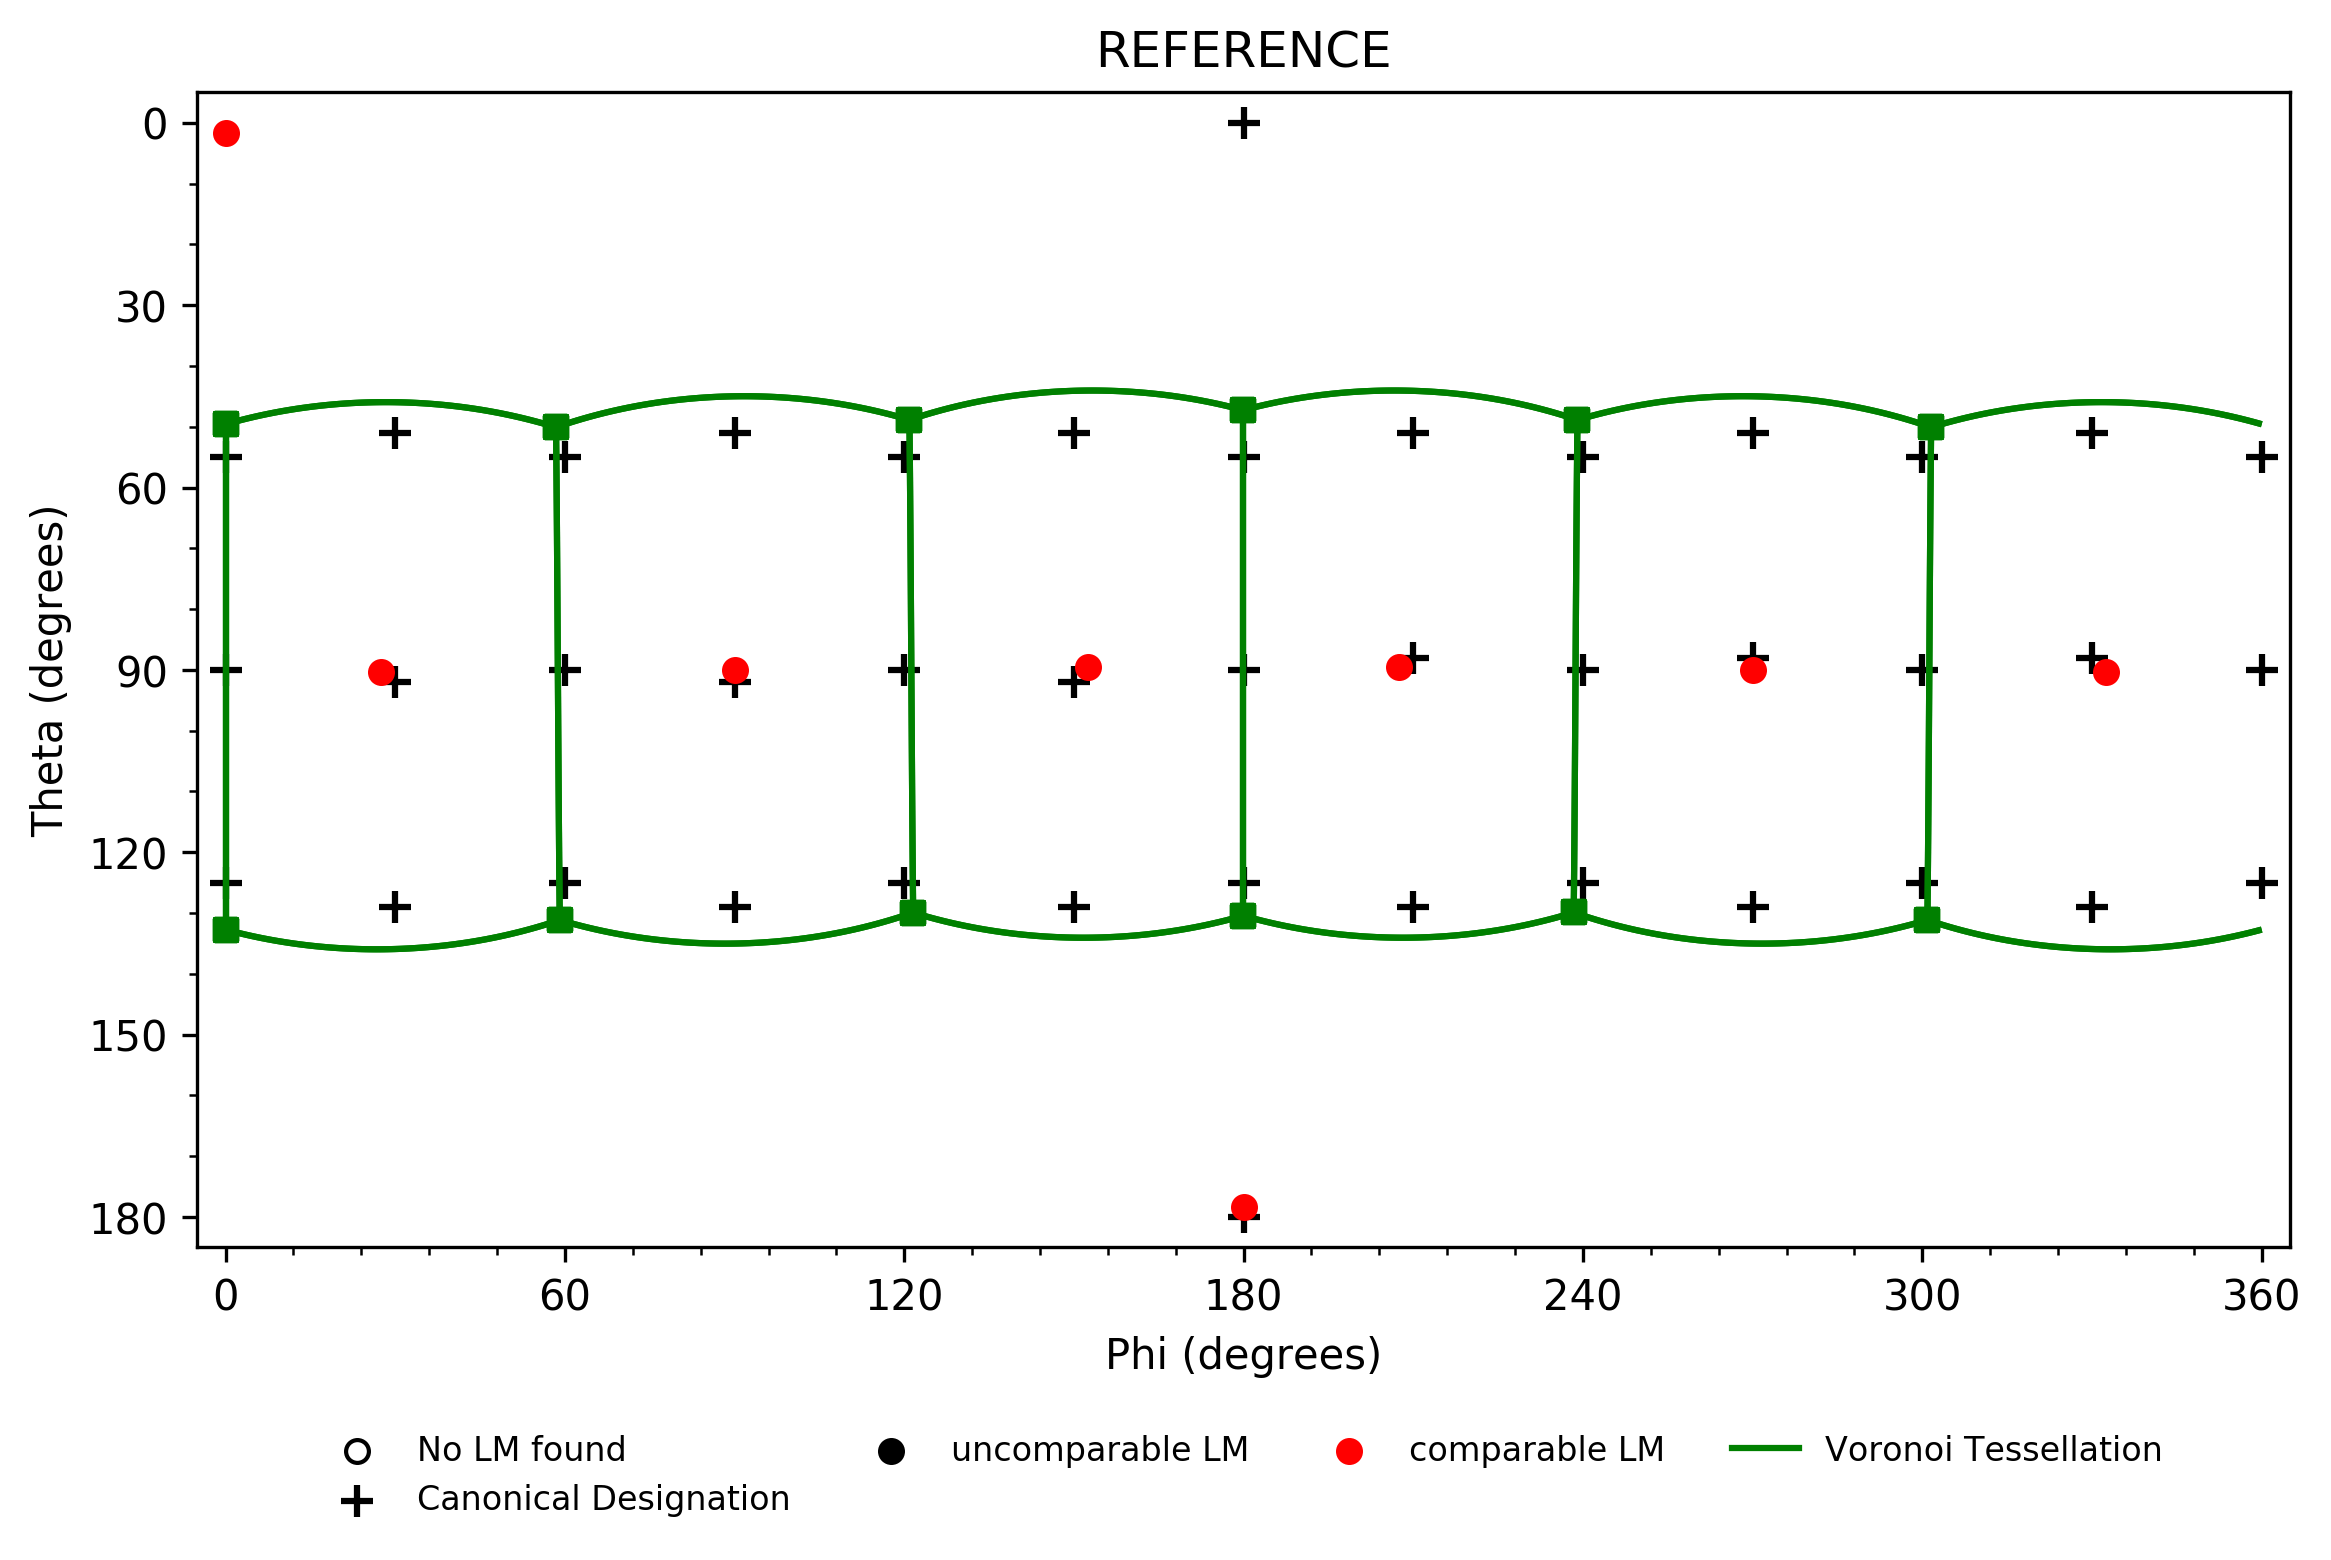 REFERENCE
0
30
60
90
120
150
180
Theta (degrees)
0 60 120 180 240 300 360
Phi (degrees)
No LM found uncomparable LM comparable LM Voronoi Tessellation
Canonical Designation